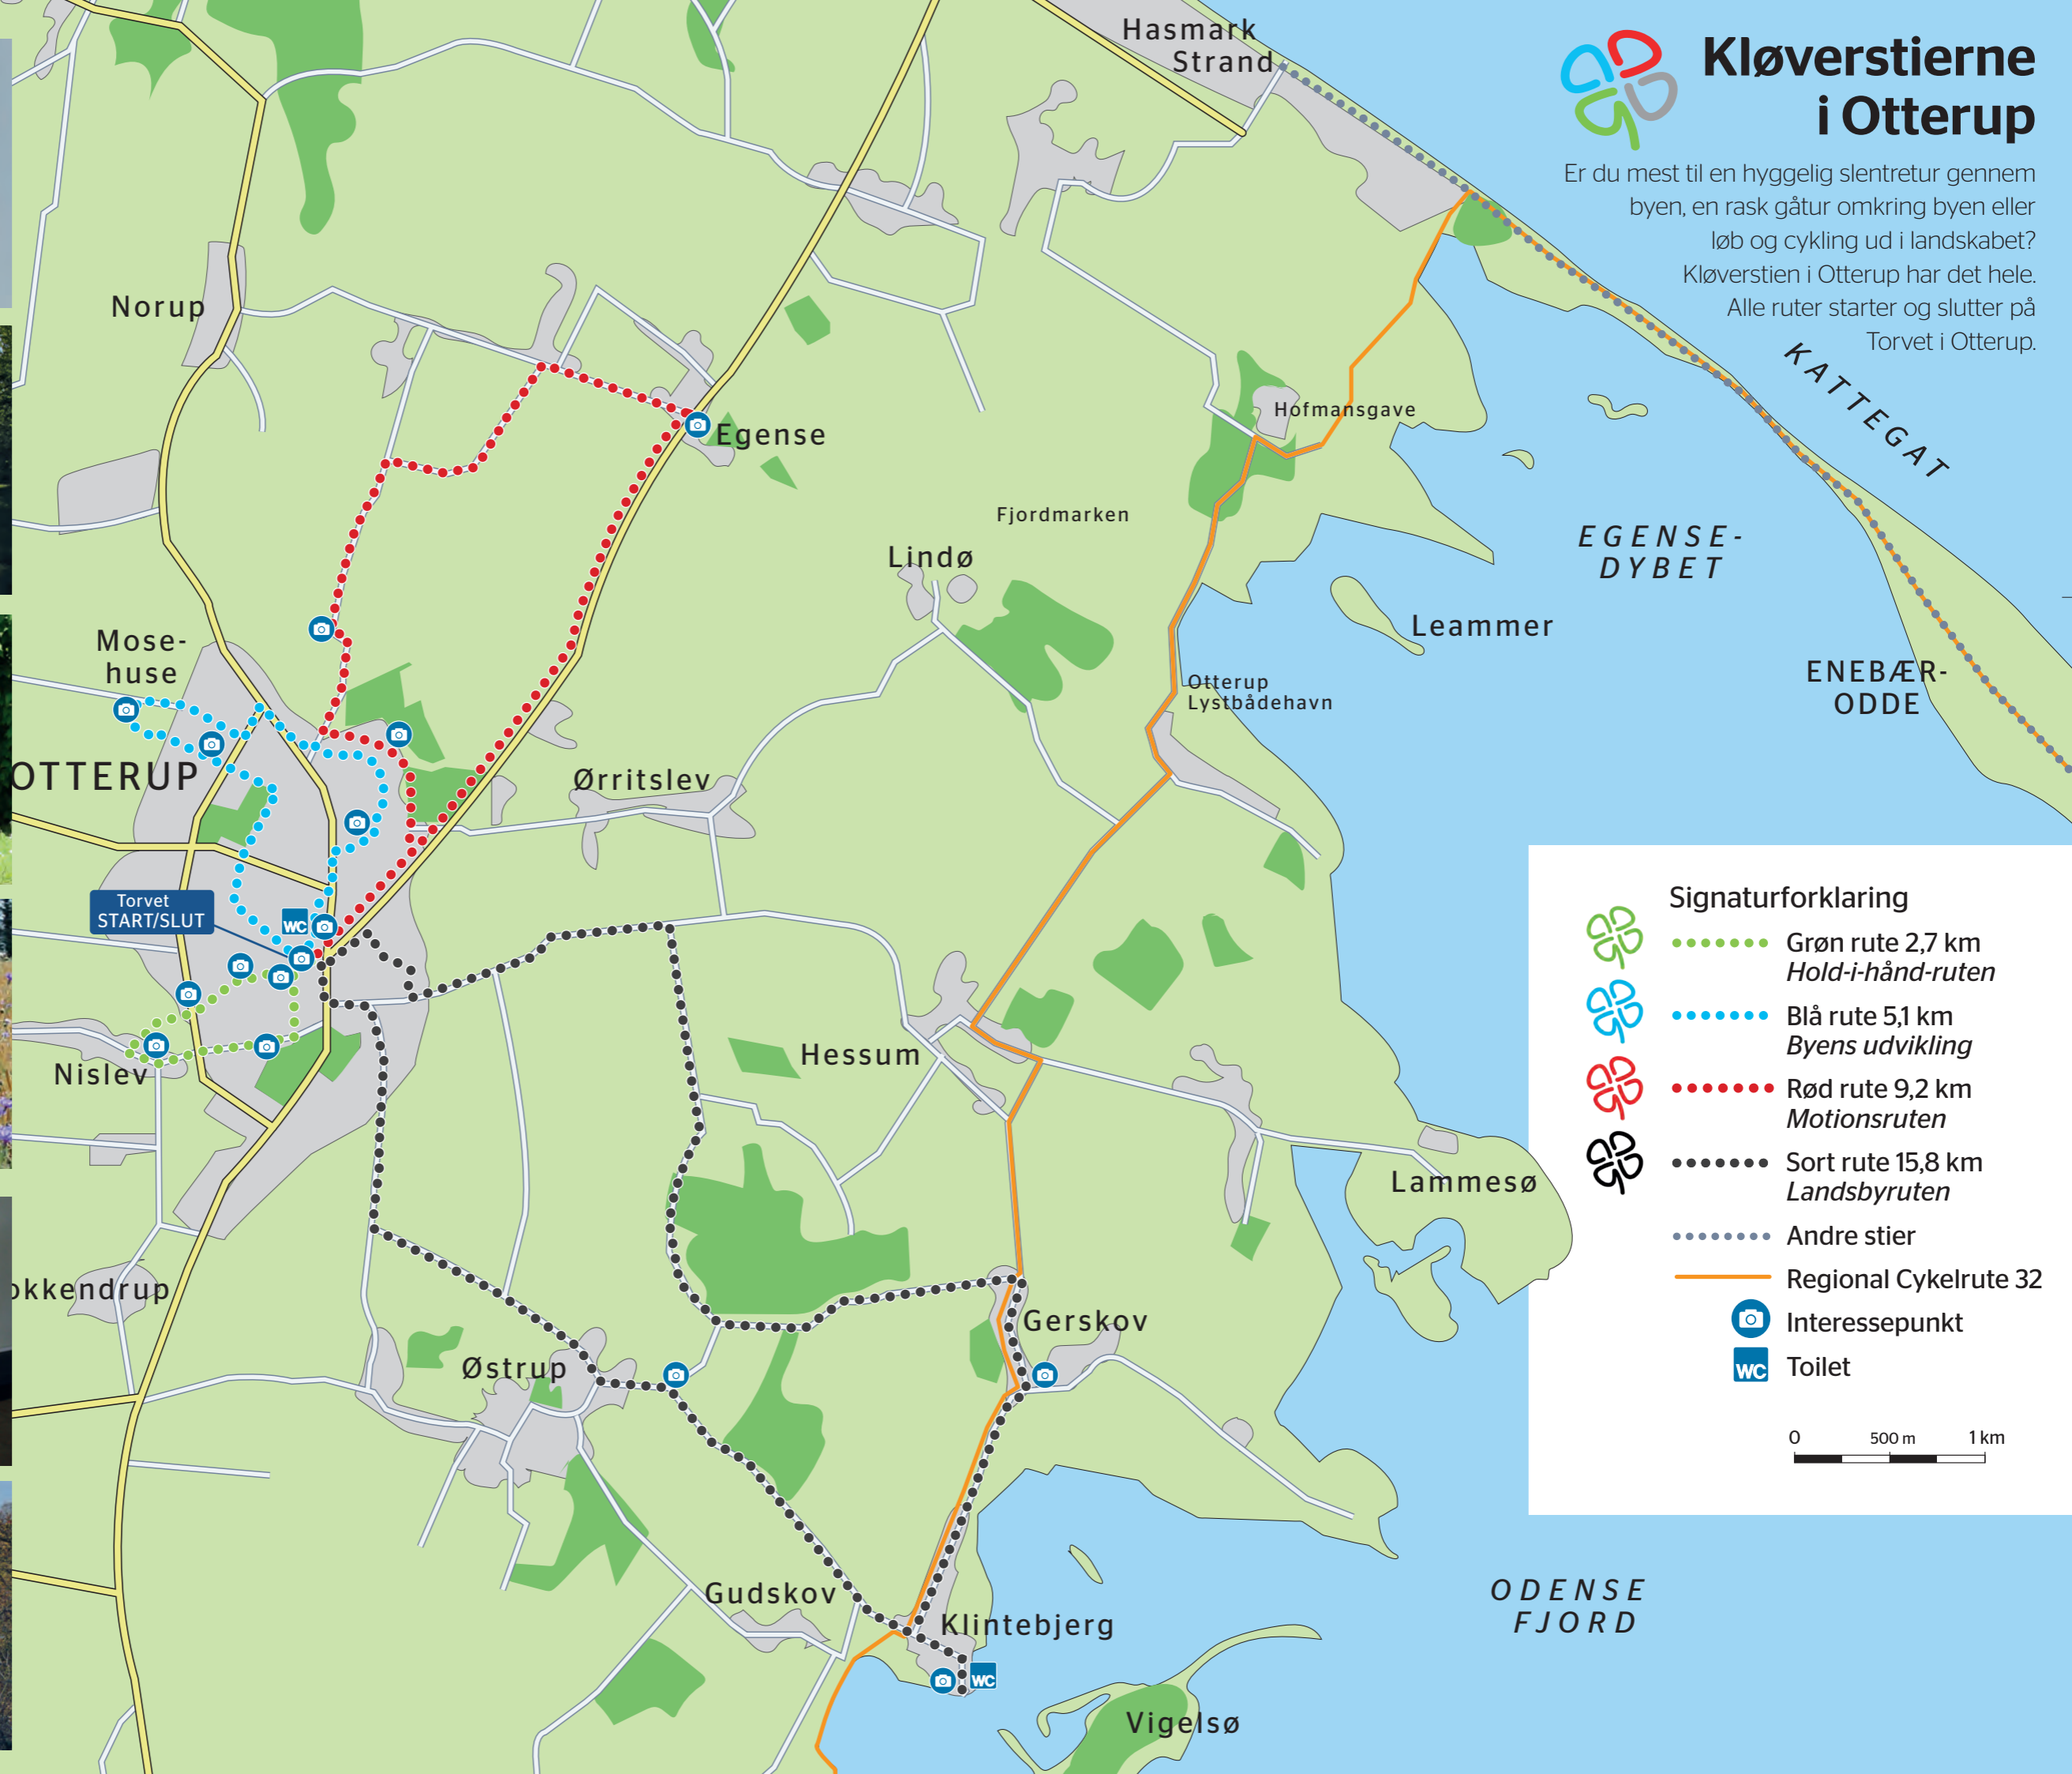 Kløverstierne
i Otterup
Er du mest til en hyggelig slentretur gennem
byen, en rask gåtur omkring byen eller
løb og cykling ud i landskabet?
Kløverstien i Otterup har det hele.
Alle ruter starter og slutter på
Torvet i Otterup.
Hasmark
Strand
Norup
Egense
Hofmansgave
KATTEGAT
Fjordmarken
EGENSE-
DYBET
Lindø
Leammer
Mose-
huse
Otterup
Lystbådehavn
ENEBÆR-
ODDE
OTTERUP
Ørritslev
Torvet
START/SLUT
WC
Hessum
Nislev
Lammesø
okkendrup
Gerskov
Østrup
Gudskov
Klintebjerg
WC
Vigelsø
ODENSE
FJORD
Signaturforklaring
Grøn rute 2,7 km
Hold-i-hånd-ruten
Blå rute 5,1 km
Byens udvikling
Rød rute 9,2 km
Motionsruten
Sort rute 15,8 km
Landsbyruten
Andre stier
Regional Cykelrute 32
Interessepunkt
WC Toilet
0 500 m 1 km